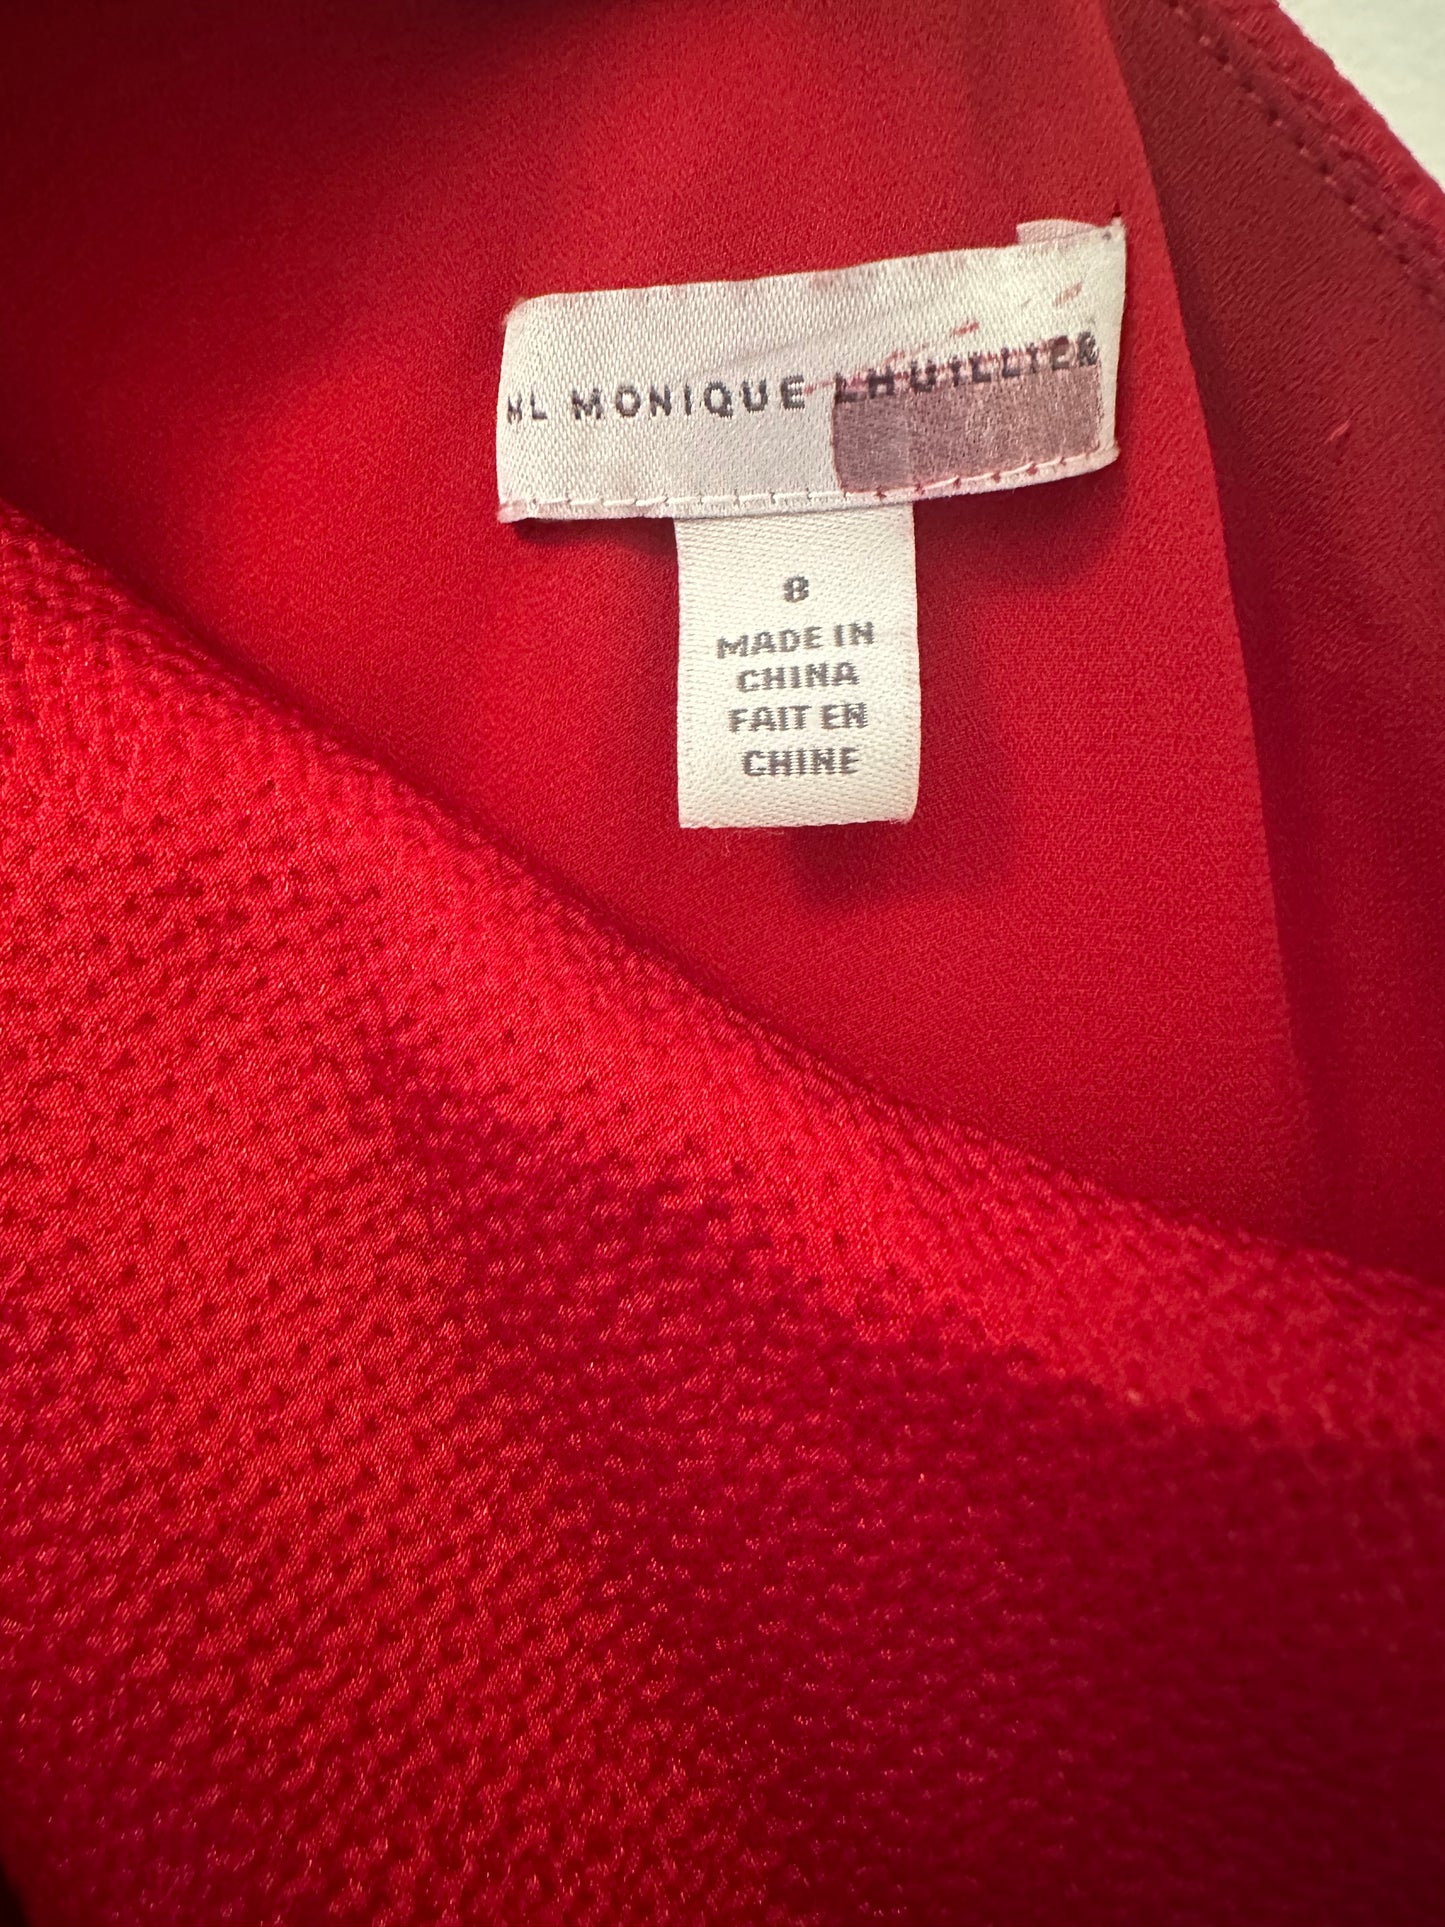 ML MONIQUE LHUILLIER
8
MADE IN
CHINA
FAIT EN
CHINE